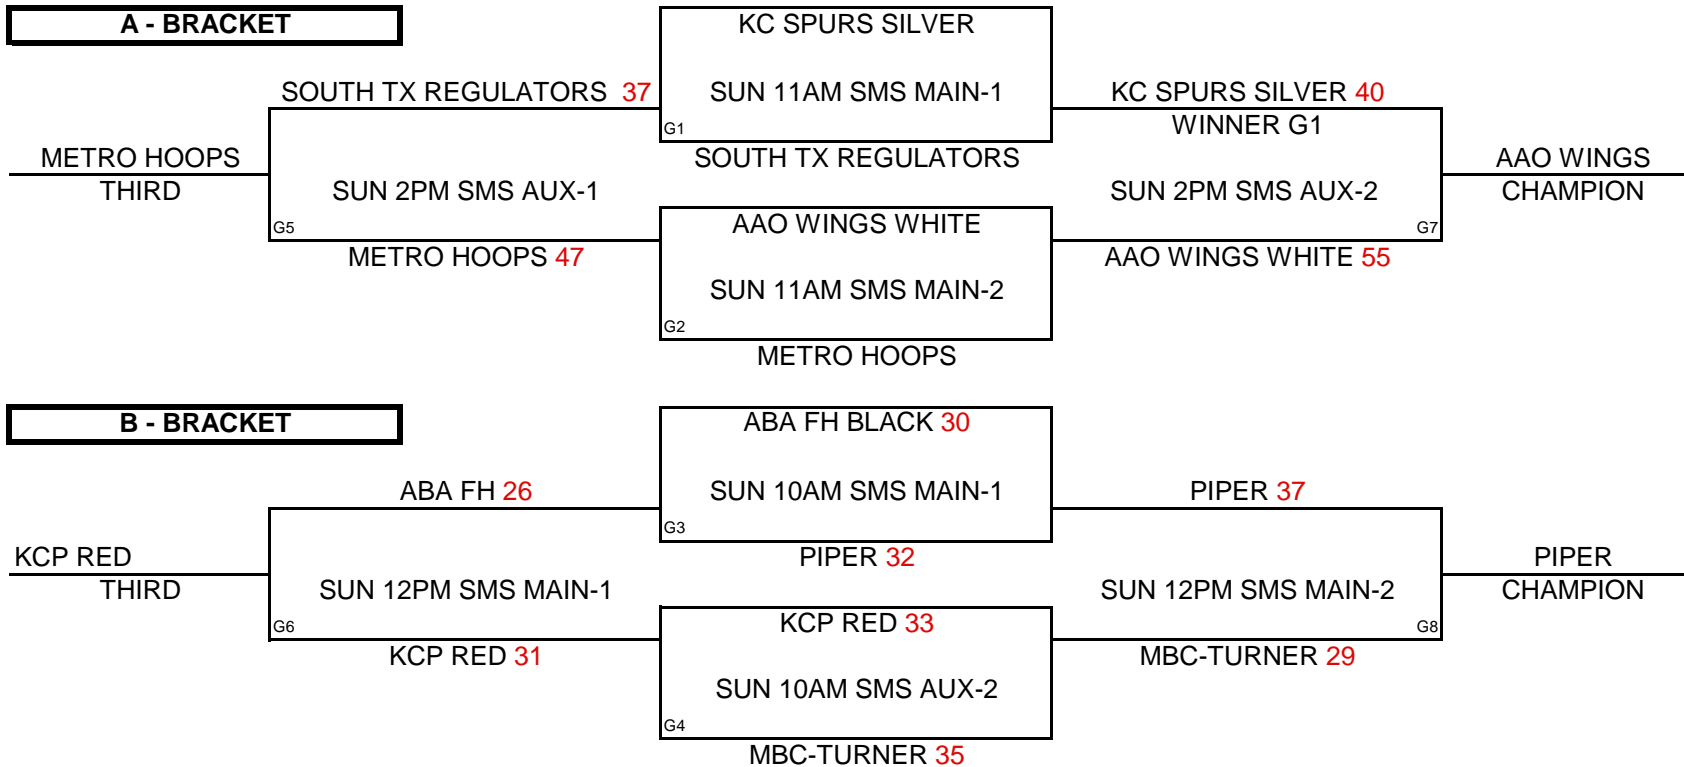 A - BRACKET
KC SPURS SILVER
SOUTH TX REGULATORS 37
SUN 11AM SMS MAIN-1
KC SPURS SILVER 40
G1
WINNER G1
METRO HOOPS
SOUTH TX REGULATORS
AAO WINGS
THIRD
SUN 2PM SMS AUX-1
SUN 2PM SMS AUX-2
CHAMPION
G5
AAO WINGS WHITE
G7
METRO HOOPS 47
AAO WINGS WHITE 55
SUN 11AM SMS MAIN-2
G2
METRO HOOPS
B - BRACKET
ABA FH BLACK 30
ABA FH 26
SUN 10AM SMS MAIN-1
PIPER 37
G3
KCP RED
PIPER 32
PIPER
THIRD
SUN 12PM SMS MAIN-1
SUN 12PM SMS MAIN-2
CHAMPION
G6
KCP RED 33
G8
KCP RED 31
MBC-TURNER 29
SUN 10AM SMS AUX-2
G4
MBC-TURNER 35